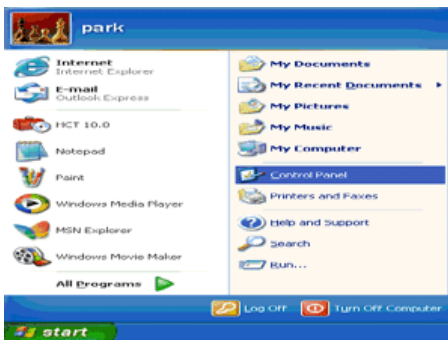 park
Internet
Internet Explorer
E-mail
Outlook Express
HCT 10.0
Notepad
Paint
Windows Media Player
MSN Explorer
Windows Movie Maker
All Programs
My Documents
My Recent Documents
My Pictures
My Music
My Computer
Control Panel
Printers and Faxes
Help and Support
Search
Run...
Log Off
Turn Off Computer
start